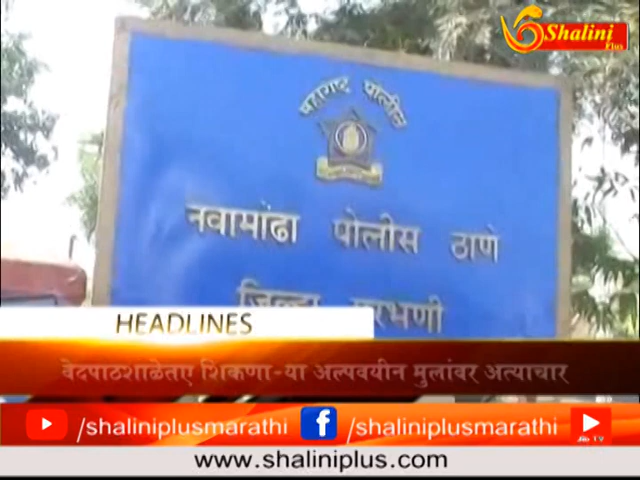 Shalini
Plus
महाराष्ट्र पोलीस
नवामोंढा पोलीस ठाणे
जिल्हा परभणी
HEADLINES
वेदपाठशाळेतए शिकणा-या अल्पवयीन मुलांवर अत्याचार
/shaliniplusmarathi /shaliniplusmarathi
www.shaliniplus.com